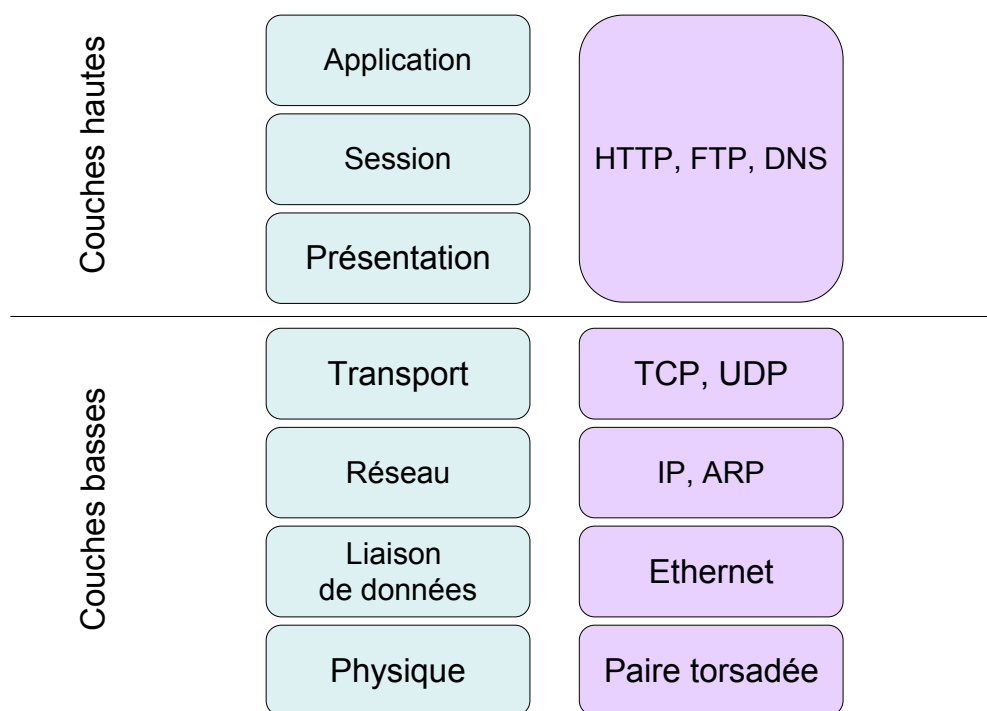 Couches hautes
Application
Session
Présentation
HTTP, FTP, DNS
Couches basses
Transport
TCP, UDP
Réseau
IP, ARP
Liaison
de données
Ethernet
Physique
Paire torsadée